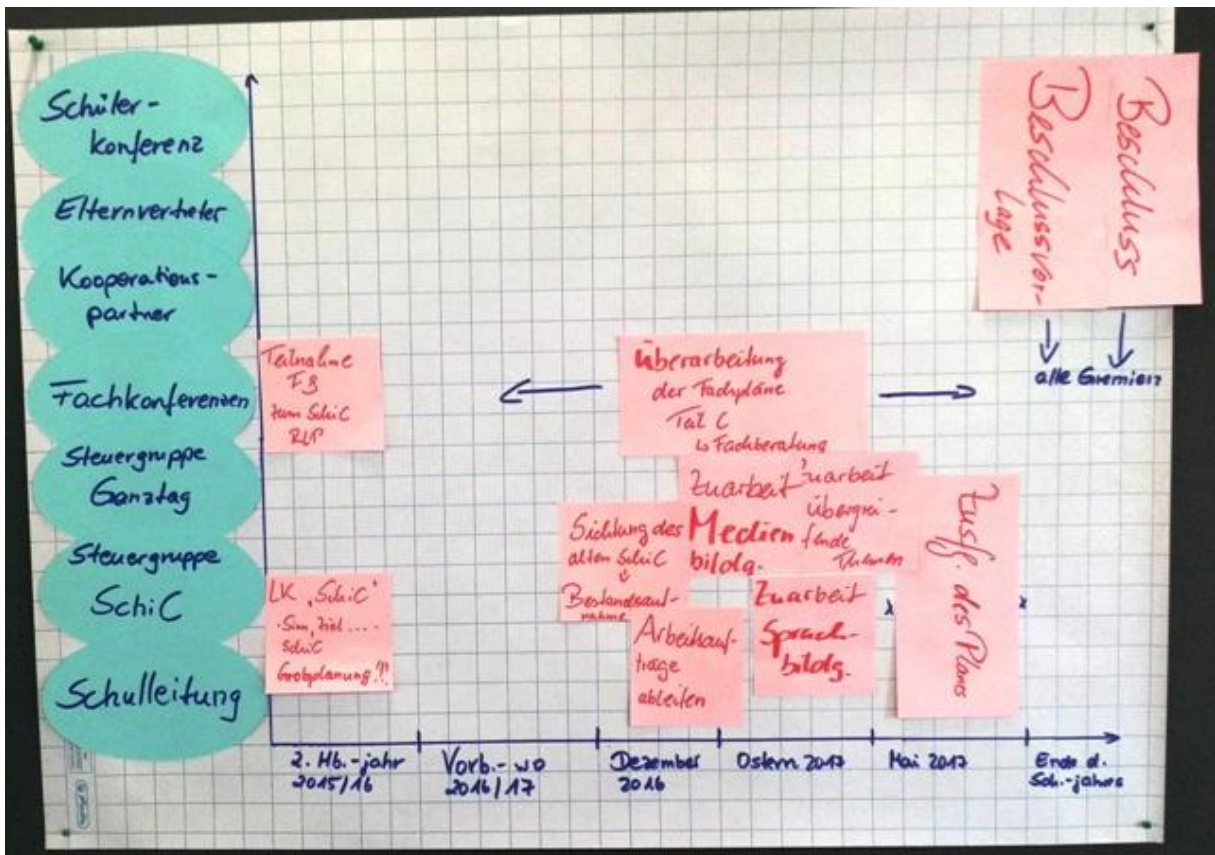 Schüler-
konferenz
Elternvertreter
Kooperations-
partner
Fachkonferenzen
Steuergruppe
Ganztag
Steuergruppe
SchiC
Schulleitung
Teilnahme
FB
zum SchiC
RLP
LK „SchiC“
·Sinn, Ziel....-
SchiC
Grobplanung!!!
Überarbeitung
der Fachpläne
Teil C
↳ Fachberatung
Zuarbeit
Medien
bildg.
Zuarbeit
übergrei-
fende
Themen
Sichtung des
alten SchiC
↓
Bestandsauf-
nahme
Arbeitsauf-
träge
ableiten
Zuarbeit
Sprach-
bildg.
Zusfg. des Planes
Beschlussvor-
lage
Beschluss
alle Gremien
2. Hb.-jahr
2015/16
Vorb.-wo
2016/17
Dezember
2016
Ostern 2017
Mai 2017
Ende d.
Sch.-jahres